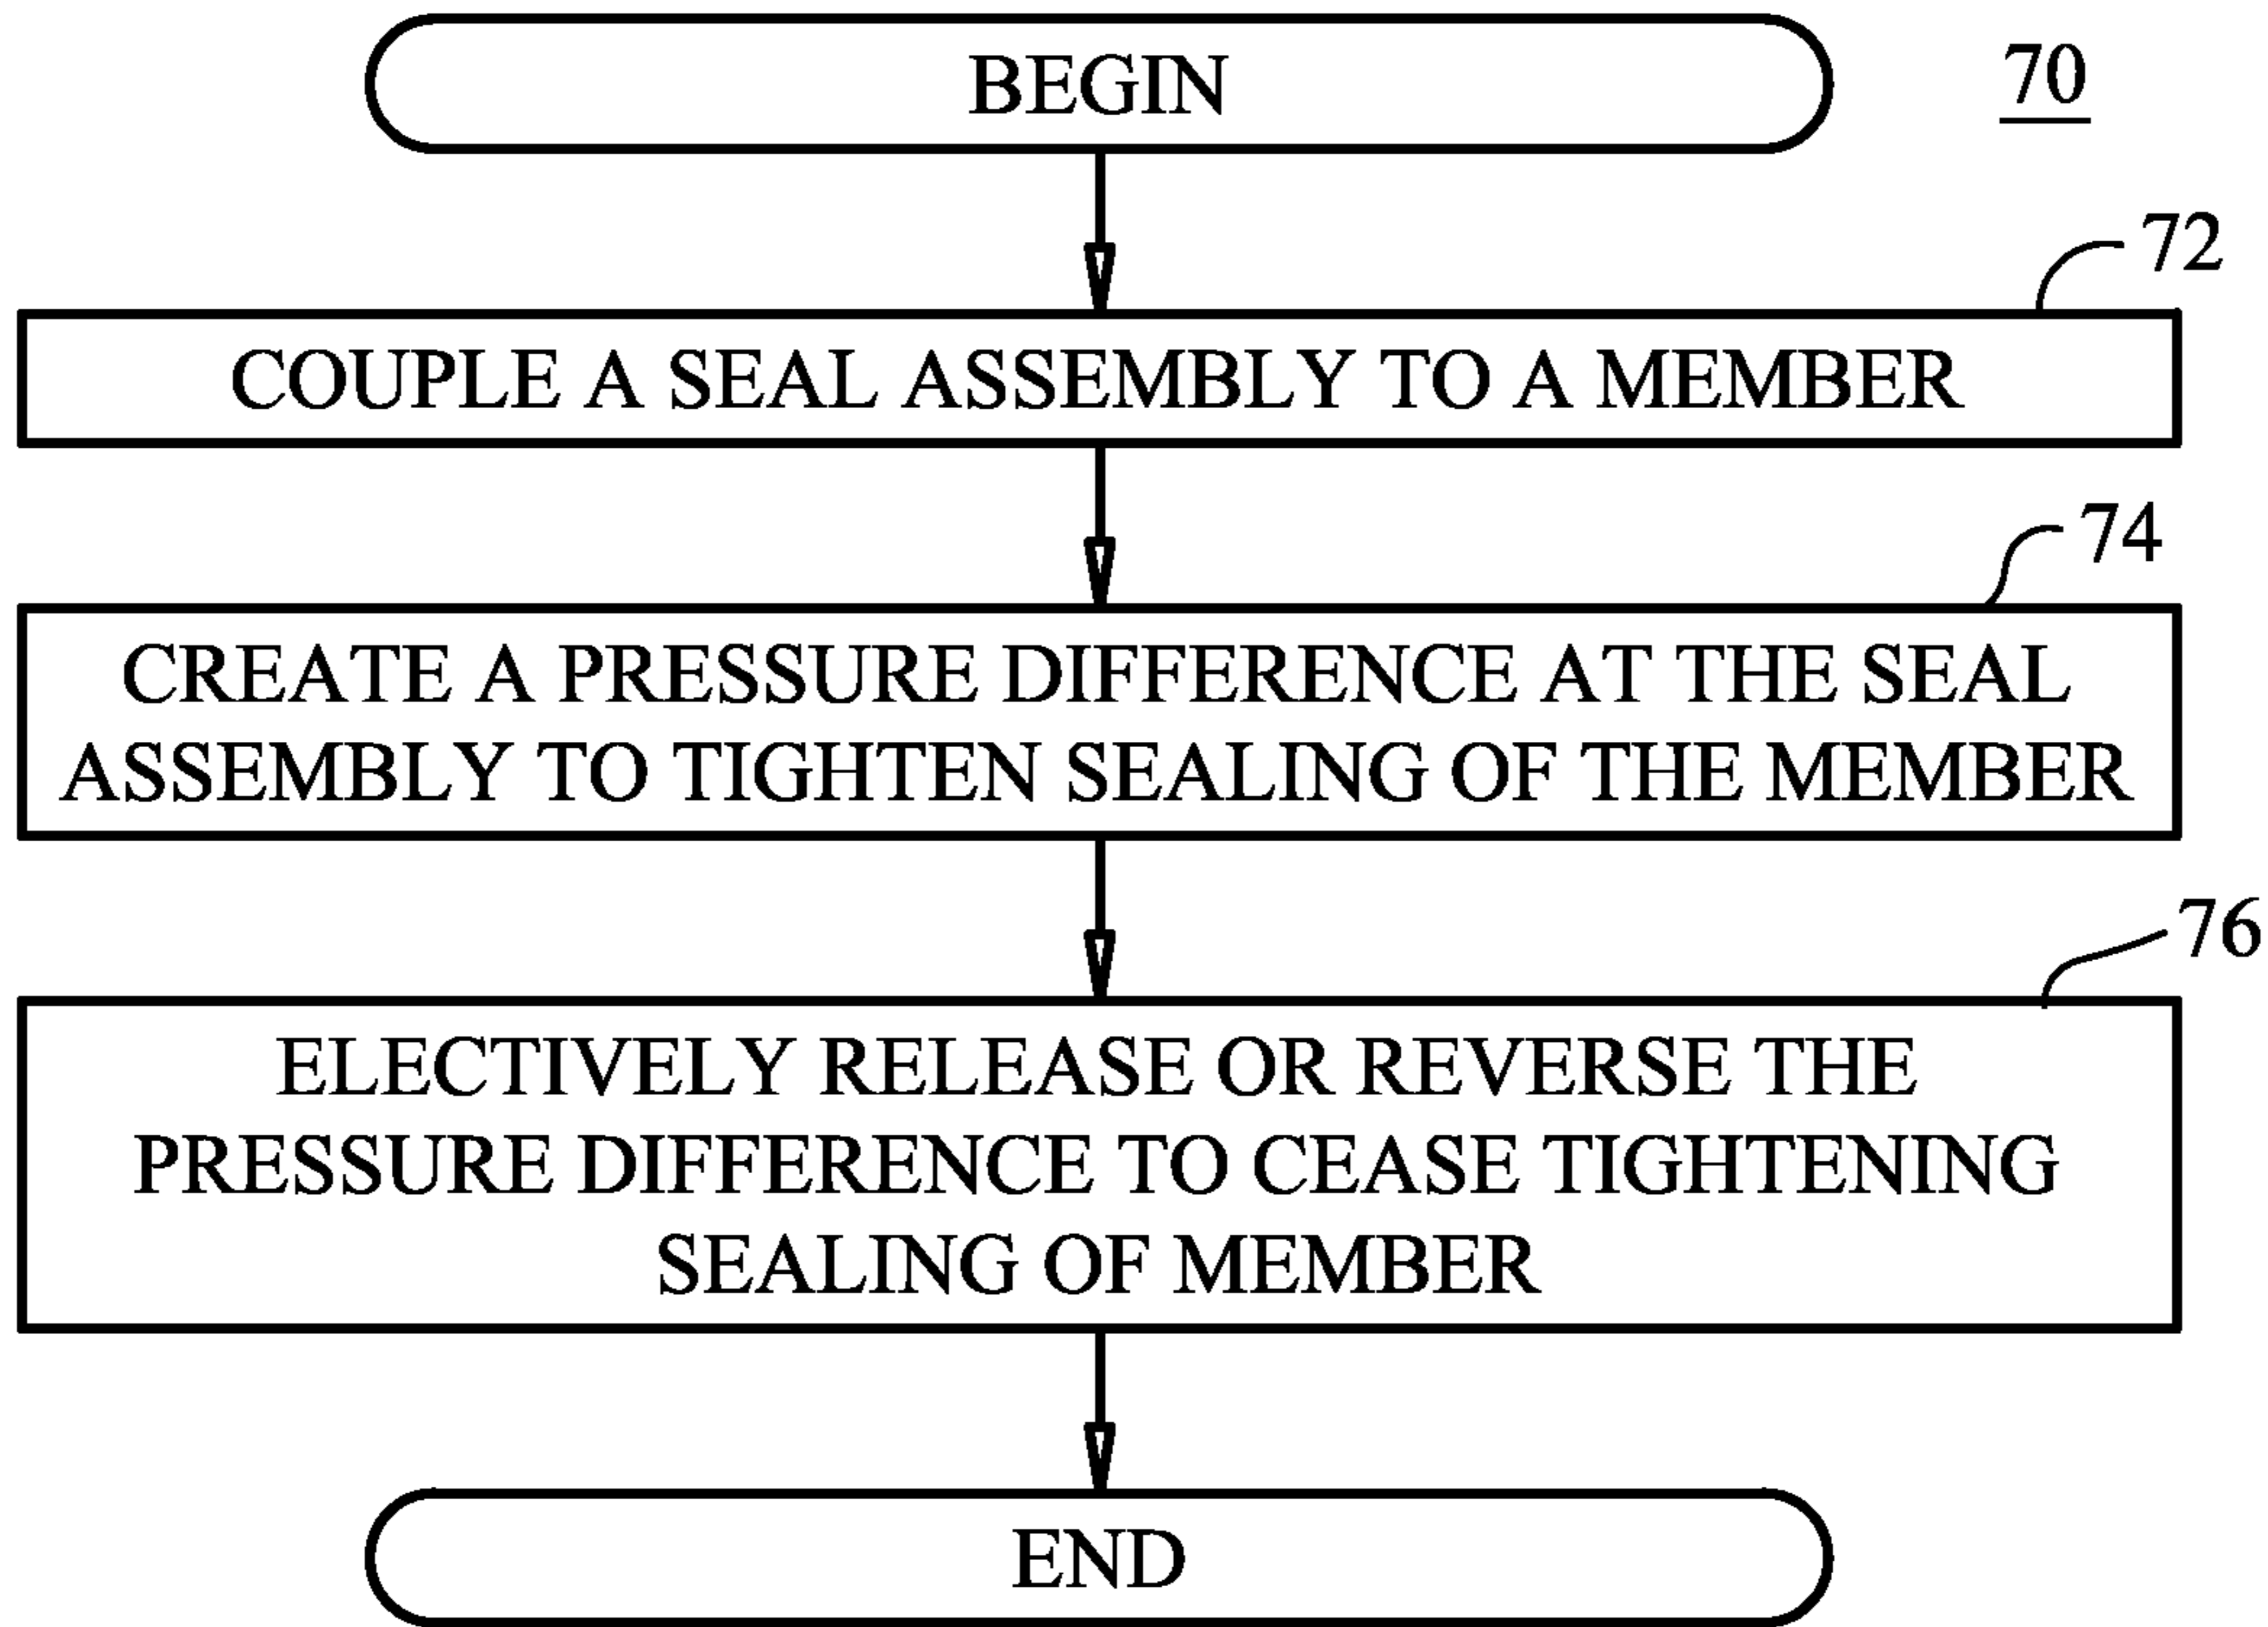 BEGIN
70
72
COUPLE A SEAL ASSEMBLY TO A MEMBER
74
CREATE A PRESSURE DIFFERENCE AT THE SEAL
ASSEMBLY TO TIGHTEN SEALING OF THE MEMBER
76
ELECTIVELY RELEASE OR REVERSE THE
PRESSURE DIFFERENCE TO CEASE TIGHTENING
SEALING OF MEMBER
END